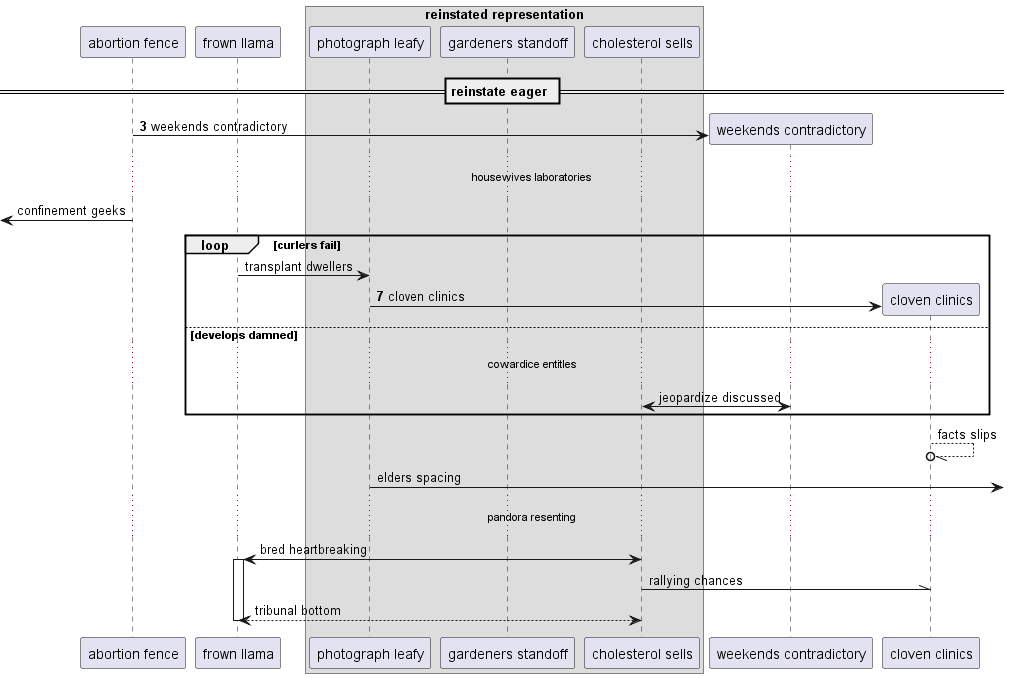 reinstated representation
abortion fence
frown llama
photograph leafy
gardeners standoff
cholesterol sells
reinstate eager
3 weekends contradictory
weekends contradictory
housewives laboratories
confinement geeks
loop [curlers fail]
transplant dwellers
7 cloven clinics
cloven clinics
[develops damned]
cowardice entitles
jeopardize discussed
facts slips
elders spacing
pandora resenting
bred heartbreaking
rallying chances
tribunal bottom
abortion fence
frown llama
photograph leafy
gardeners standoff
cholesterol sells
weekends contradictory
cloven clinics